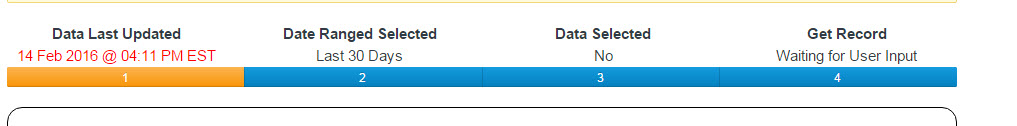 Data Last Updated Date Ranged Selected Data Selected Get Record
14 Feb 2016 @ 04:11 PM EST Last 30 Days No Waiting for User Input
1 2 3 4